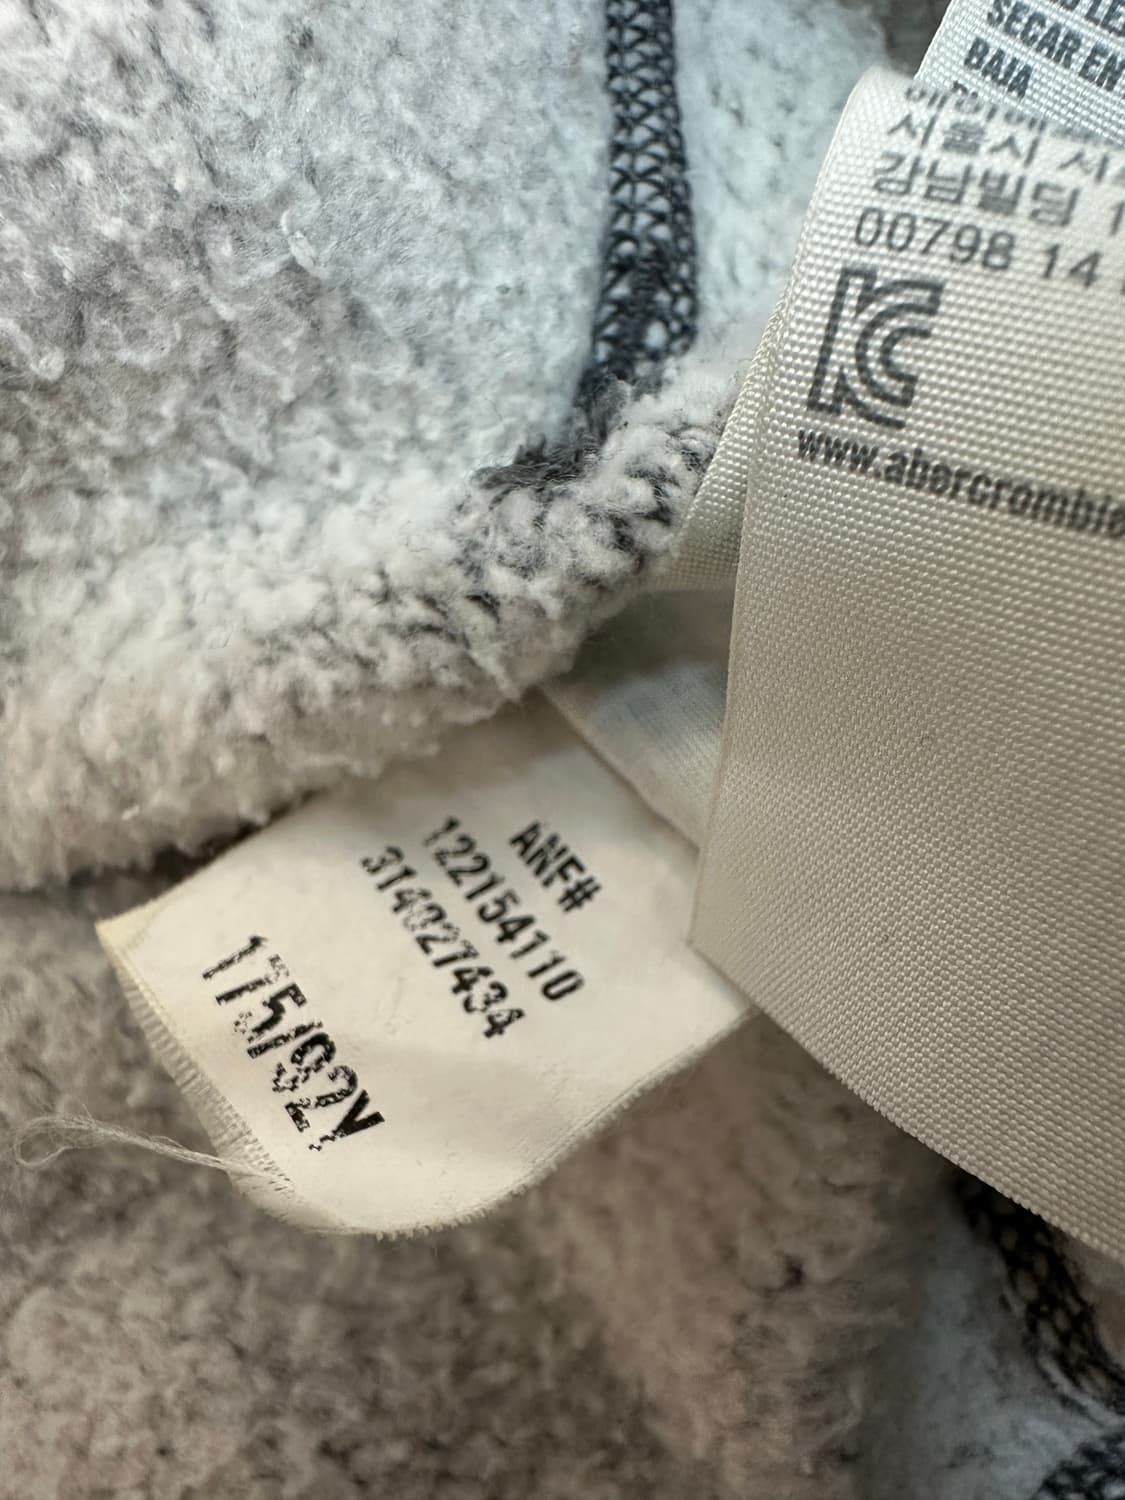 SECAR EN
BAJA
서울시 서
강남빌딩 1
00798 14
KC
www.abercrombie
ANF#
122154110
314027434
175/92Y